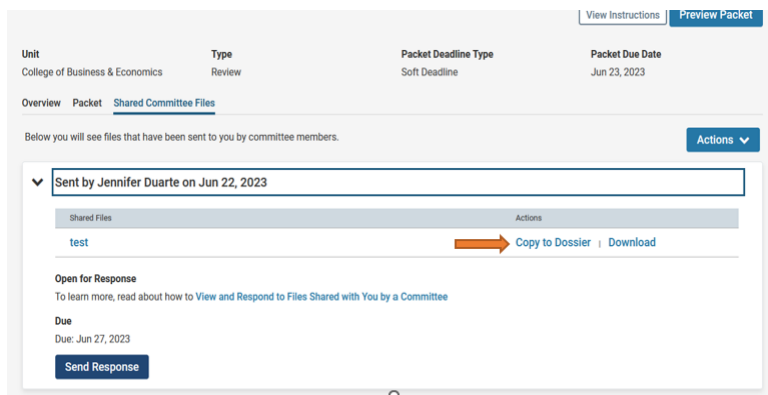 View Instructions Preview Packet
Unit Type Packet Deadline Type Packet Due Date
College of Business & Economics Review Soft Deadline Jun 23, 2023
Overview Packet Shared Committee Files
Below you will see files that have been sent to you by committee members. Actions
Sent by Jennifer Duarte on Jun 22, 2023
Shared Files Actions
test Copy to Dossier | Download
Open for Response
To learn more, read about how to View and Respond to Files Shared with You by a Committee
Due
Due: Jun 27, 2023
Send Response